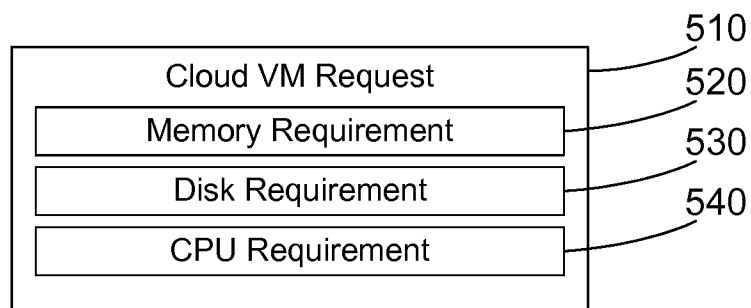 510
Cloud VM Request
520
Memory Requirement
530
Disk Requirement
540
CPU Requirement